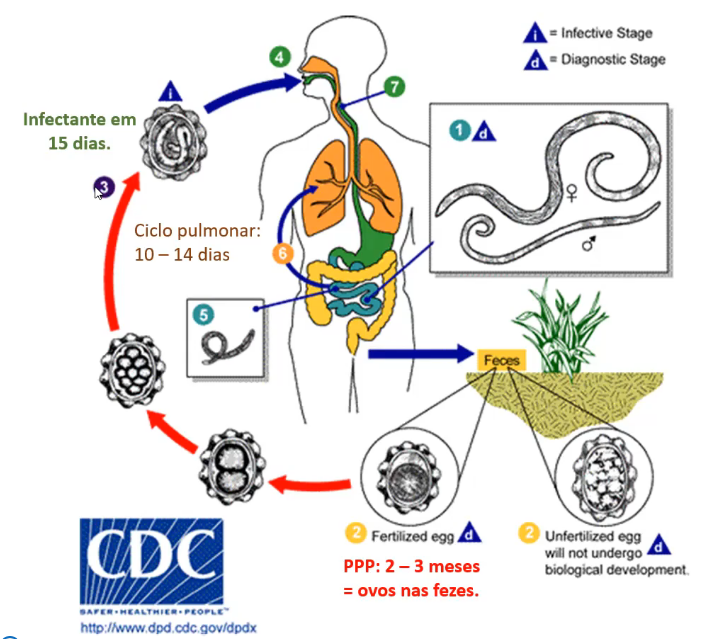 i = Infective Stage
d = Diagnostic Stage
4
7
i
Infectante em
15 dias.
1 d
♀
♂
3
Ciclo pulmonar:
10 – 14 dias
6
5
Feces
2 Fertilized egg d
2 Unfertilized egg
will not undergo d
biological development.
PPP: 2 – 3 meses
= ovos nas fezes.
CDC
SAFER • HEALTHIER • PEOPLE™
http://www.dpd.cdc.gov/dpdx